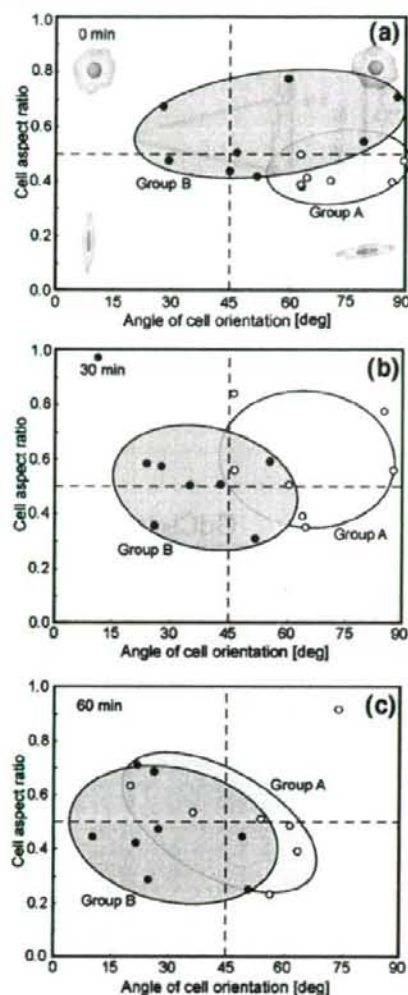 (a)
0 min
1.0
0.8
0.6
0.4
0.2
0.0
Cell aspect ratio
Group B
Group A
0 15 30 45 60 75 90
Angle of cell orientation [deg]
(b)
30 min
1.0
0.8
0.6
0.4
0.2
0.0
Cell aspect ratio
Group B
Group A
0 15 30 45 60 75 90
Angle of cell orientation [deg]
(c)
60 min
1.0
0.8
0.6
0.4
0.2
0.0
Cell aspect ratio
Group A
Group B
0 15 30 45 60 75 90
Angle of cell orientation [deg]